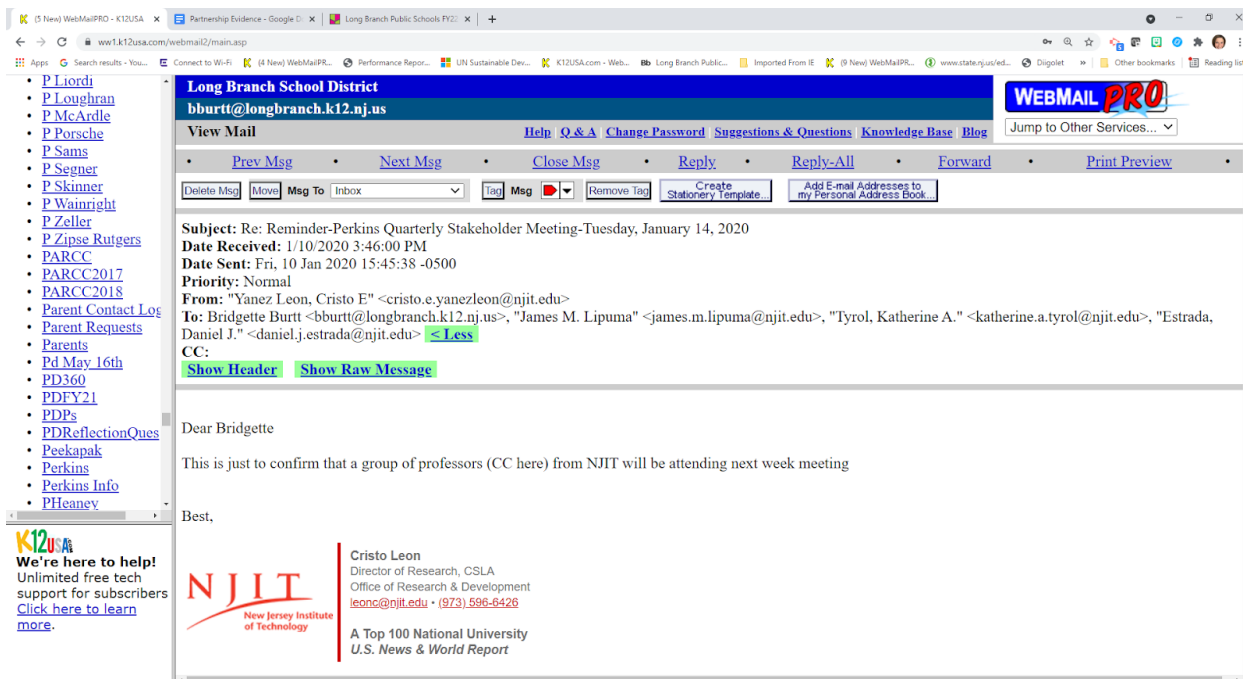 (5 New) WebMailPRO - K12USA
Partnership Evidence - Google D
Long Branch Public Schools FY22
ww1.k12usa.com/webmail2/main.asp
Apps
Search results - You...
Connect to Wi-Fi
(4 New) WebMailPR...
Performance Repor...
UN Sustainable Dev...
K12USA.com - Web...
Bb Long Branch Public...
Imported From IE
(9 New) WebMailPR...
www.state.nj.us/ed...
Diigolet
»
Other bookmarks
Reading list
P Liordi
P Loughran
P McArdle
P Porsche
P Sams
P Segner
P Skinner
P Wainright
P Zeller
P Zipse Rutgers
PARCC
PARCC2017
PARCC2018
Parent Contact Log
Parent Requests
Parents
Pd May 16th
PD360
PDFY21
PDPs
PDReflectionQues
Peekapak
Perkins
Perkins Info
PHeaney
K12USA
We're here to help!
Unlimited free tech
support for subscribers
Click here to learn
more.
Long Branch School District
bburtt@longbranch.k12.nj.us
WEBMAIL PRO
View Mail
Help | Q & A | Change Password | Suggestions & Questions | Knowledge Base | Blog
Jump to Other Services...
• Prev Msg • Next Msg • Close Msg • Reply • Reply-All • Forward • Print Preview •
Delete Msg Move Msg To Inbox Tag Msg Remove Tag
Create
Stationery Template...
Add E-mail Addresses to
my Personal Address Book...
Subject: Re: Reminder-Perkins Quarterly Stakeholder Meeting-Tuesday, January 14, 2020
Date Received: 1/10/2020 3:46:00 PM
Date Sent: Fri, 10 Jan 2020 15:45:38 -0500
Priority: Normal
From: "Yanez Leon, Cristo E" <cristo.e.yanezleon@njit.edu>
To: Bridgette Burtt <bburtt@longbranch.k12.nj.us>, "James M. Lipuma" <james.m.lipuma@njit.edu>, "Tyrol, Katherine A." <katherine.a.tyrol@njit.edu>, "Estrada,
Daniel J." <daniel.j.estrada@njit.edu> < Less
CC:
Show Header Show Raw Message
Dear Bridgette
This is just to confirm that a group of professors (CC here) from NJIT will be attending next week meeting
Best,
NJIT
New Jersey Institute
of Technology
Cristo Leon
Director of Research, CSLA
Office of Research & Development
leonc@njit.edu • (973) 596-6426
A Top 100 National University
U.S. News & World Report